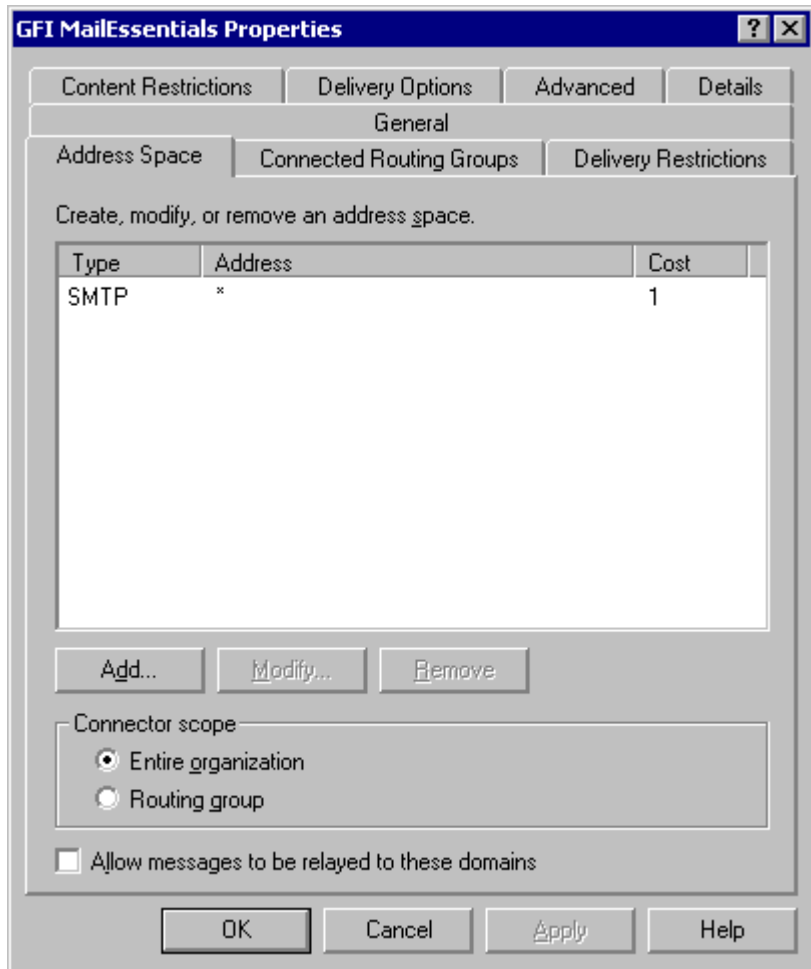 GFI MailEssentials Properties
Content Restrictions Delivery Options Advanced Details
General
Address Space Connected Routing Groups Delivery Restrictions
Create, modify, or remove an address space.
Type Address Cost
SMTP * 1
Add... Modify... Remove
Connector scope
Entire organization
Routing group
Allow messages to be relayed to these domains
OK Cancel Apply Help